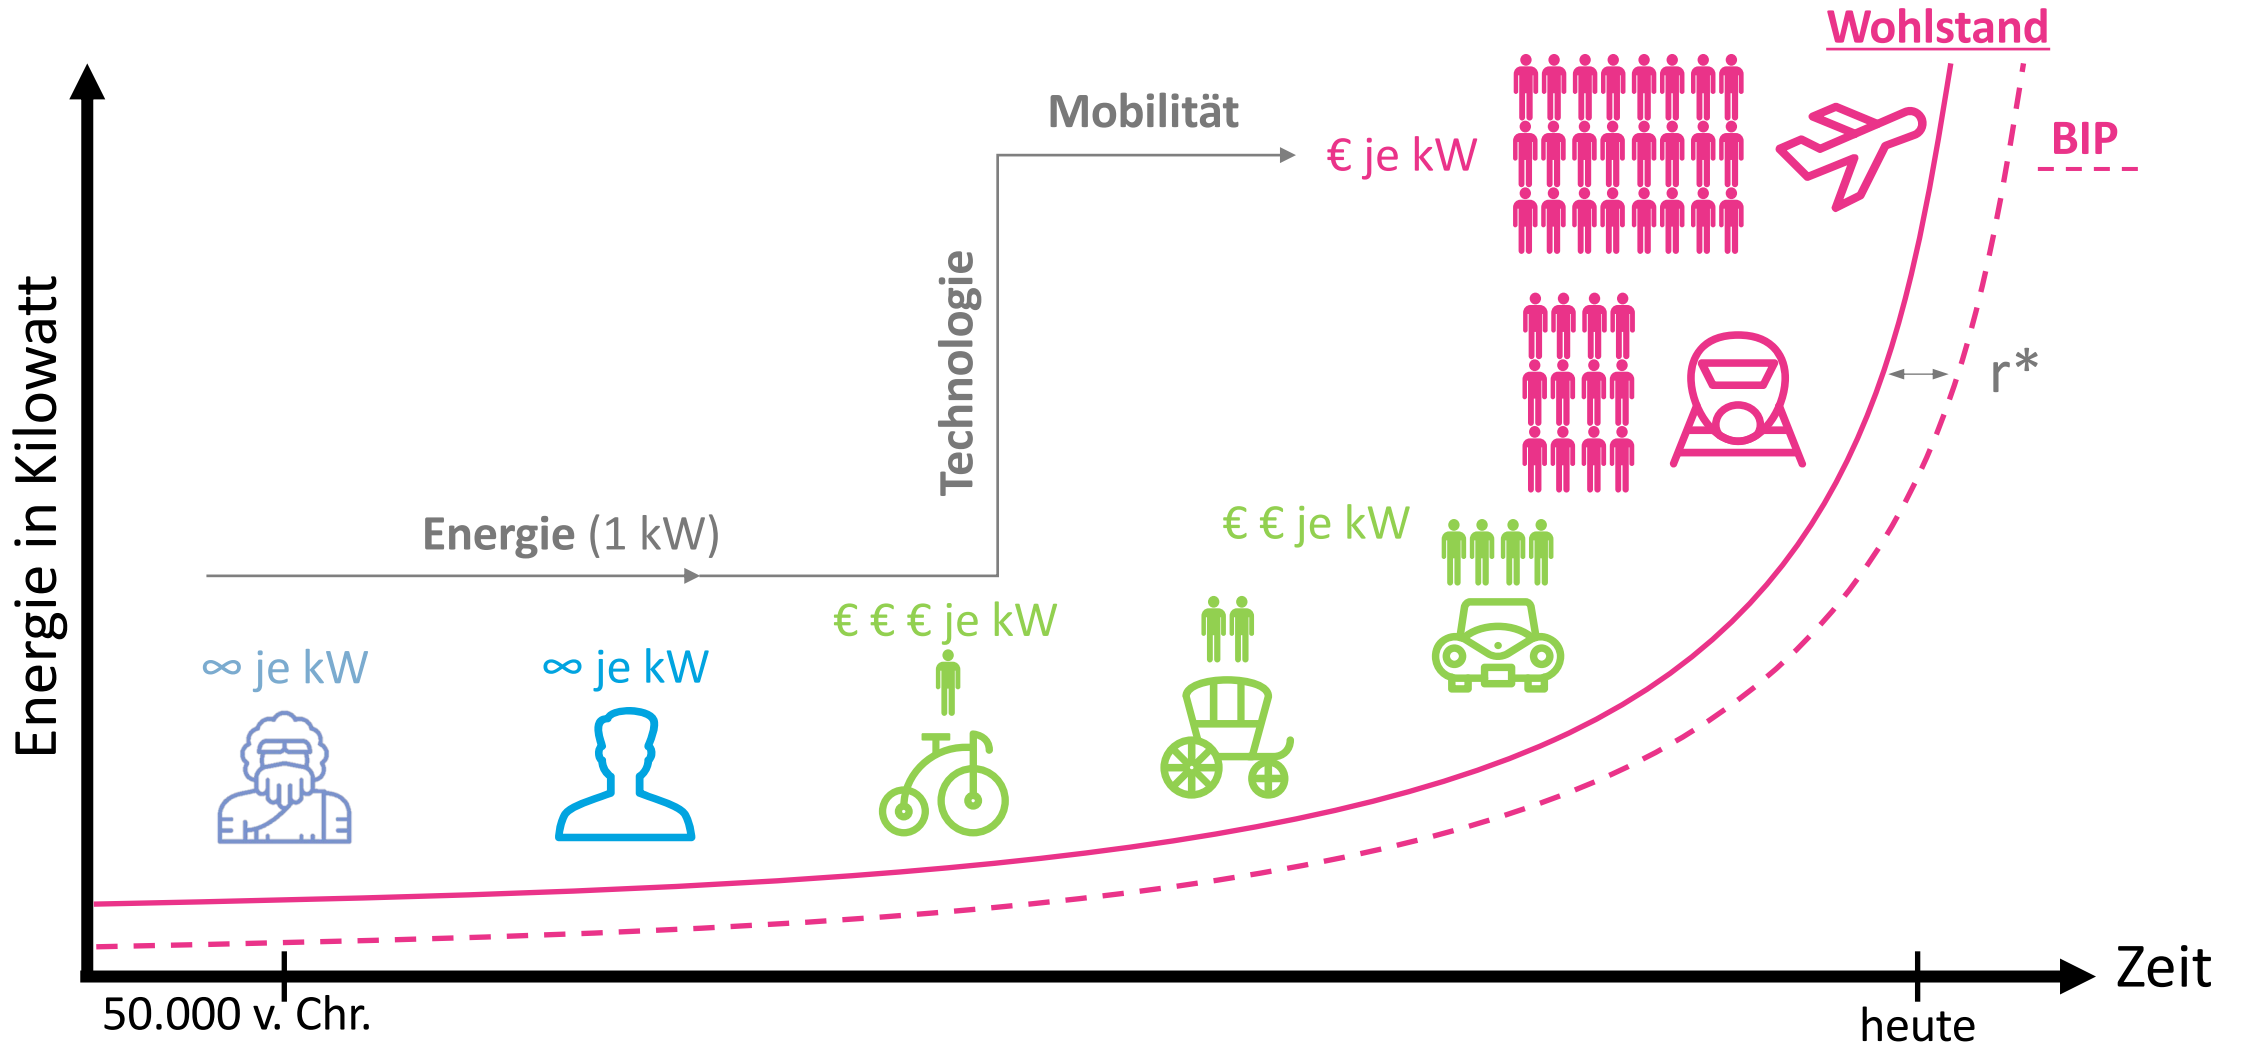 Wohlstand
Mobilität
BIP
€ je kW
Technologie
r*
Energie in Kilowatt
Energie (1 kW)
€ € je kW
€ € € je kW
∞ je kW
∞ je kW
Zeit
50.000 v. Chr.
heute